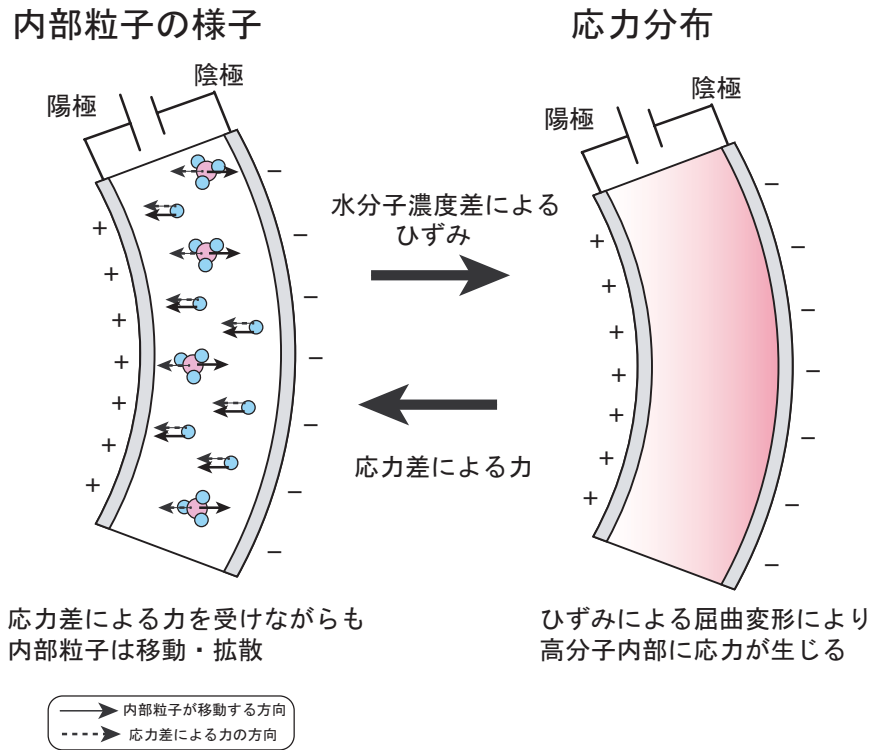 内部粒子の様子
応力分布
陽極
陰極
陽極
陰極
水分子濃度差による
ひずみ
応力差による力
+
+
+
+
+
+
+
−
−
−
−
−
−
−
+
+
+
+
+
+
+
−
−
−
−
−
−
−
応力差による力を受けながらも
内部粒子は移動・拡散
ひずみによる屈曲変形により
高分子内部に応力が生じる
内部粒子が移動する方向
応力差による力の方向